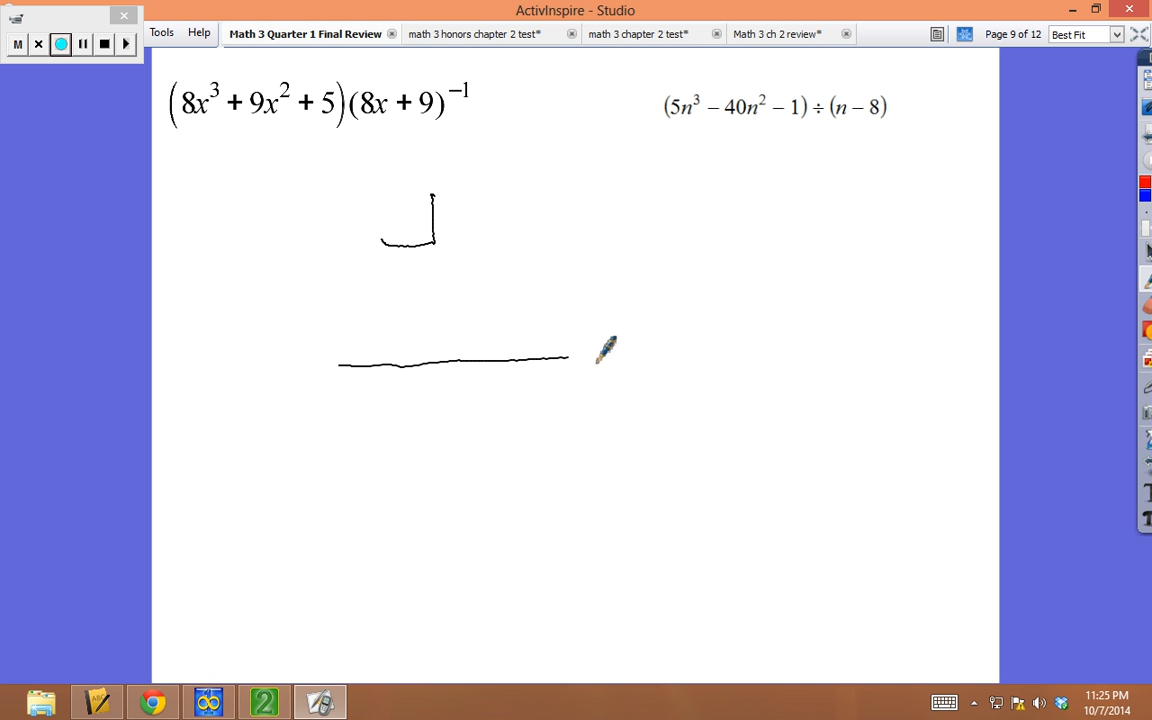 ActivInspire - Studio
M
Tools Help Math 3 Quarter 1 Final Review math 3 honors chapter 2 test* math 3 chapter 2 test* Math 3 ch 2 review* Page 9 of 12 Best Fit
(8x³ + 9x² + 5)(8x + 9)⁻¹
(5n³ − 40n² − 1) ÷ (n − 8)
ABC
2
11:25 PM
10/7/2014